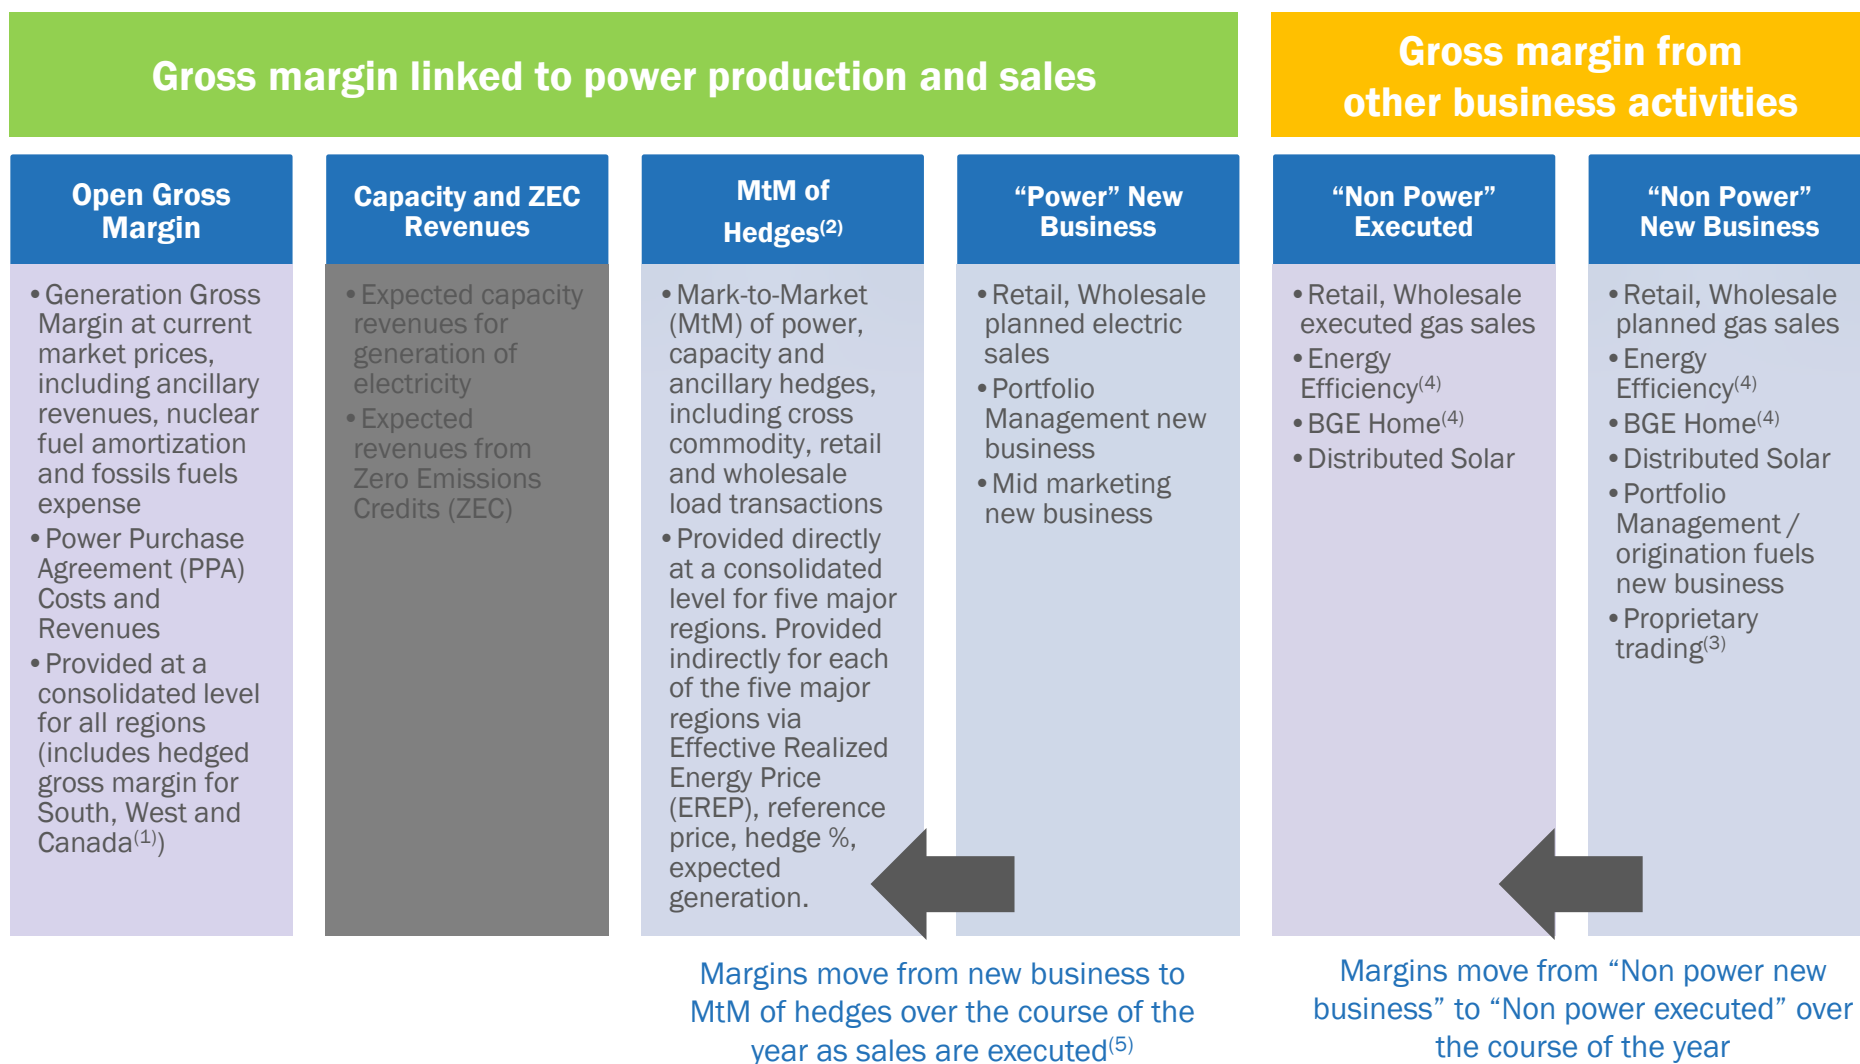 Gross margin linked to power production and sales
Gross margin from
other business activities
Open Gross
Margin
•Generation Gross
Margin at current
market prices,
including ancillary
revenues, nuclear
fuel amortization
and fossils fuels
expense
•Power Purchase
Agreement (PPA)
Costs and
Revenues
•Provided at a
consolidated level
for all regions
(includes hedged
gross margin for
South, West and
Canada(1))
Capacity and ZEC
Revenues
•Expected capacity
revenues for
generation of
electricity
•Expected
revenues from
Zero Emissions
Credits (ZEC)
MtM of
Hedges(2)
•Mark-to-Market
(MtM) of power,
capacity and
ancillary hedges,
including cross
commodity, retail
and wholesale
load transactions
•Provided directly
at a consolidated
level for five major
regions. Provided
indirectly for each
of the five major
regions via
Effective Realized
Energy Price
(EREP), reference
price, hedge %,
expected
generation.
“Power” New
Business
•Retail, Wholesale
planned electric
sales
•Portfolio
Management new
business
•Mid marketing
new business
“Non Power”
Executed
•Retail, Wholesale
executed gas sales
•Energy
Efficiency(4)
•BGE Home(4)
•Distributed Solar
“Non Power”
New Business
•Retail, Wholesale
planned gas sales
•Energy
Efficiency(4)
•BGE Home(4)
•Distributed Solar
•Portfolio
Management /
origination fuels
new business
•Proprietary
trading(3)
Margins move from new business to
MtM of hedges over the course of the
year as sales are executed(5)
Margins move from “Non power new
business” to “Non power executed” over
the course of the year